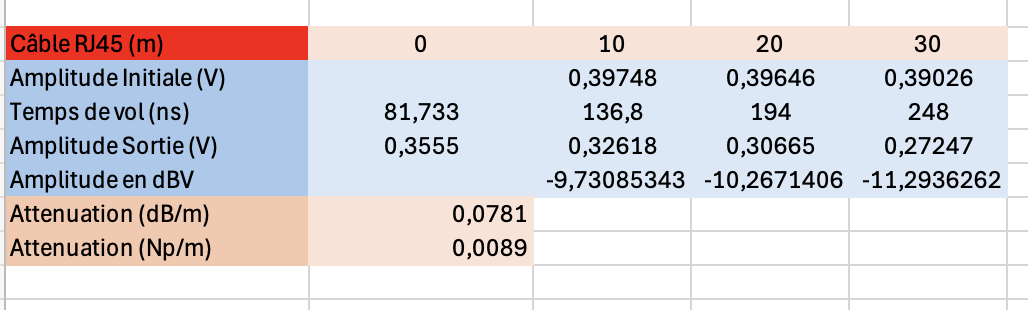 Câble RJ45 (m) 0 10 20 30
Amplitude Initiale (V) 0,39748 0,39646 0,39026
Temps de vol (ns) 81,733 136,8 194 248
Amplitude Sortie (V) 0,3555 0,32618 0,30665 0,27247
Amplitude en dBV -9,73085343 -10,2671406 -11,2936262
Attenuation (dB/m) 0,0781
Attenuation (Np/m) 0,0089